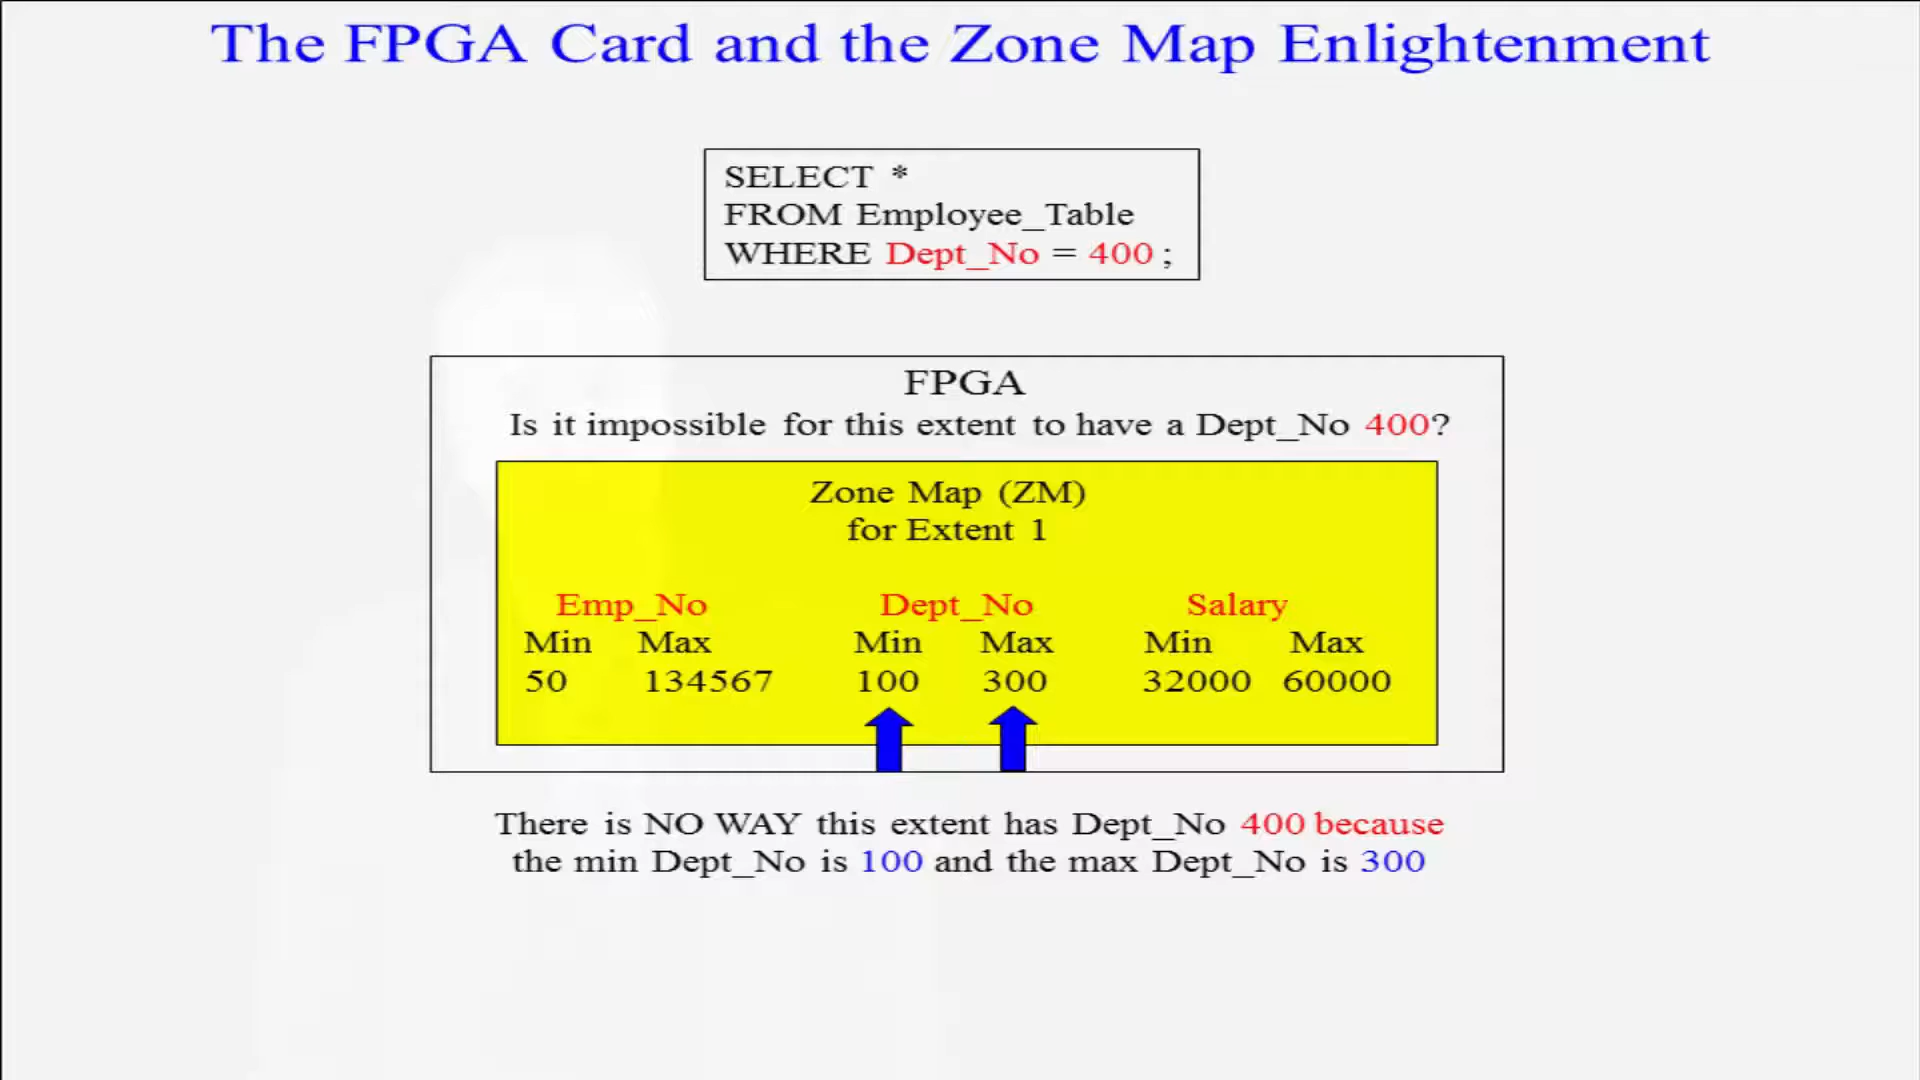 The FPGA Card and the Zone Map Enlightenment
SELECT *
FROM Employee_Table
WHERE Dept_No = 400 ;
FPGA
Is it impossible for this extent to have a Dept_No 400?
Zone Map (ZM)
for Extent 1
Emp_No Dept_No Salary
Min Max Min Max Min Max
50 134567 100 300 32000 60000
There is NO WAY this extent has Dept_No 400 because
the min Dept_No is 100 and the max Dept_No is 300